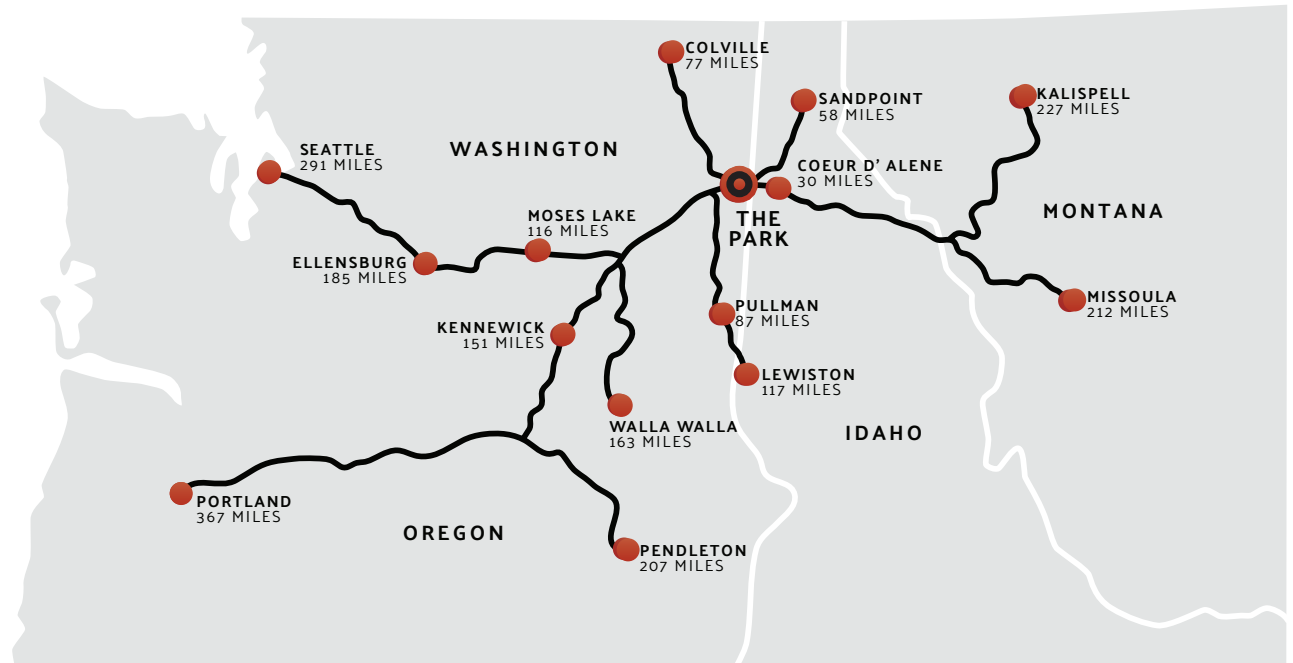 COLVILLE
77 MILES
SANDPOINT
58 MILES
KALISPELL
227 MILES
SEATTLE
291 MILES
WASHINGTON
COEUR D' ALENE
30 MILES
MOSES LAKE
116 MILES
THE
PARK
MONTANA
ELLENSBURG
185 MILES
PULLMAN
87 MILES
MISSOULA
212 MILES
KENNEWICK
151 MILES
LEWISTON
117 MILES
WALLA WALLA
163 MILES
IDAHO
PORTLAND
367 MILES
OREGON
PENDLETON
207 MILES